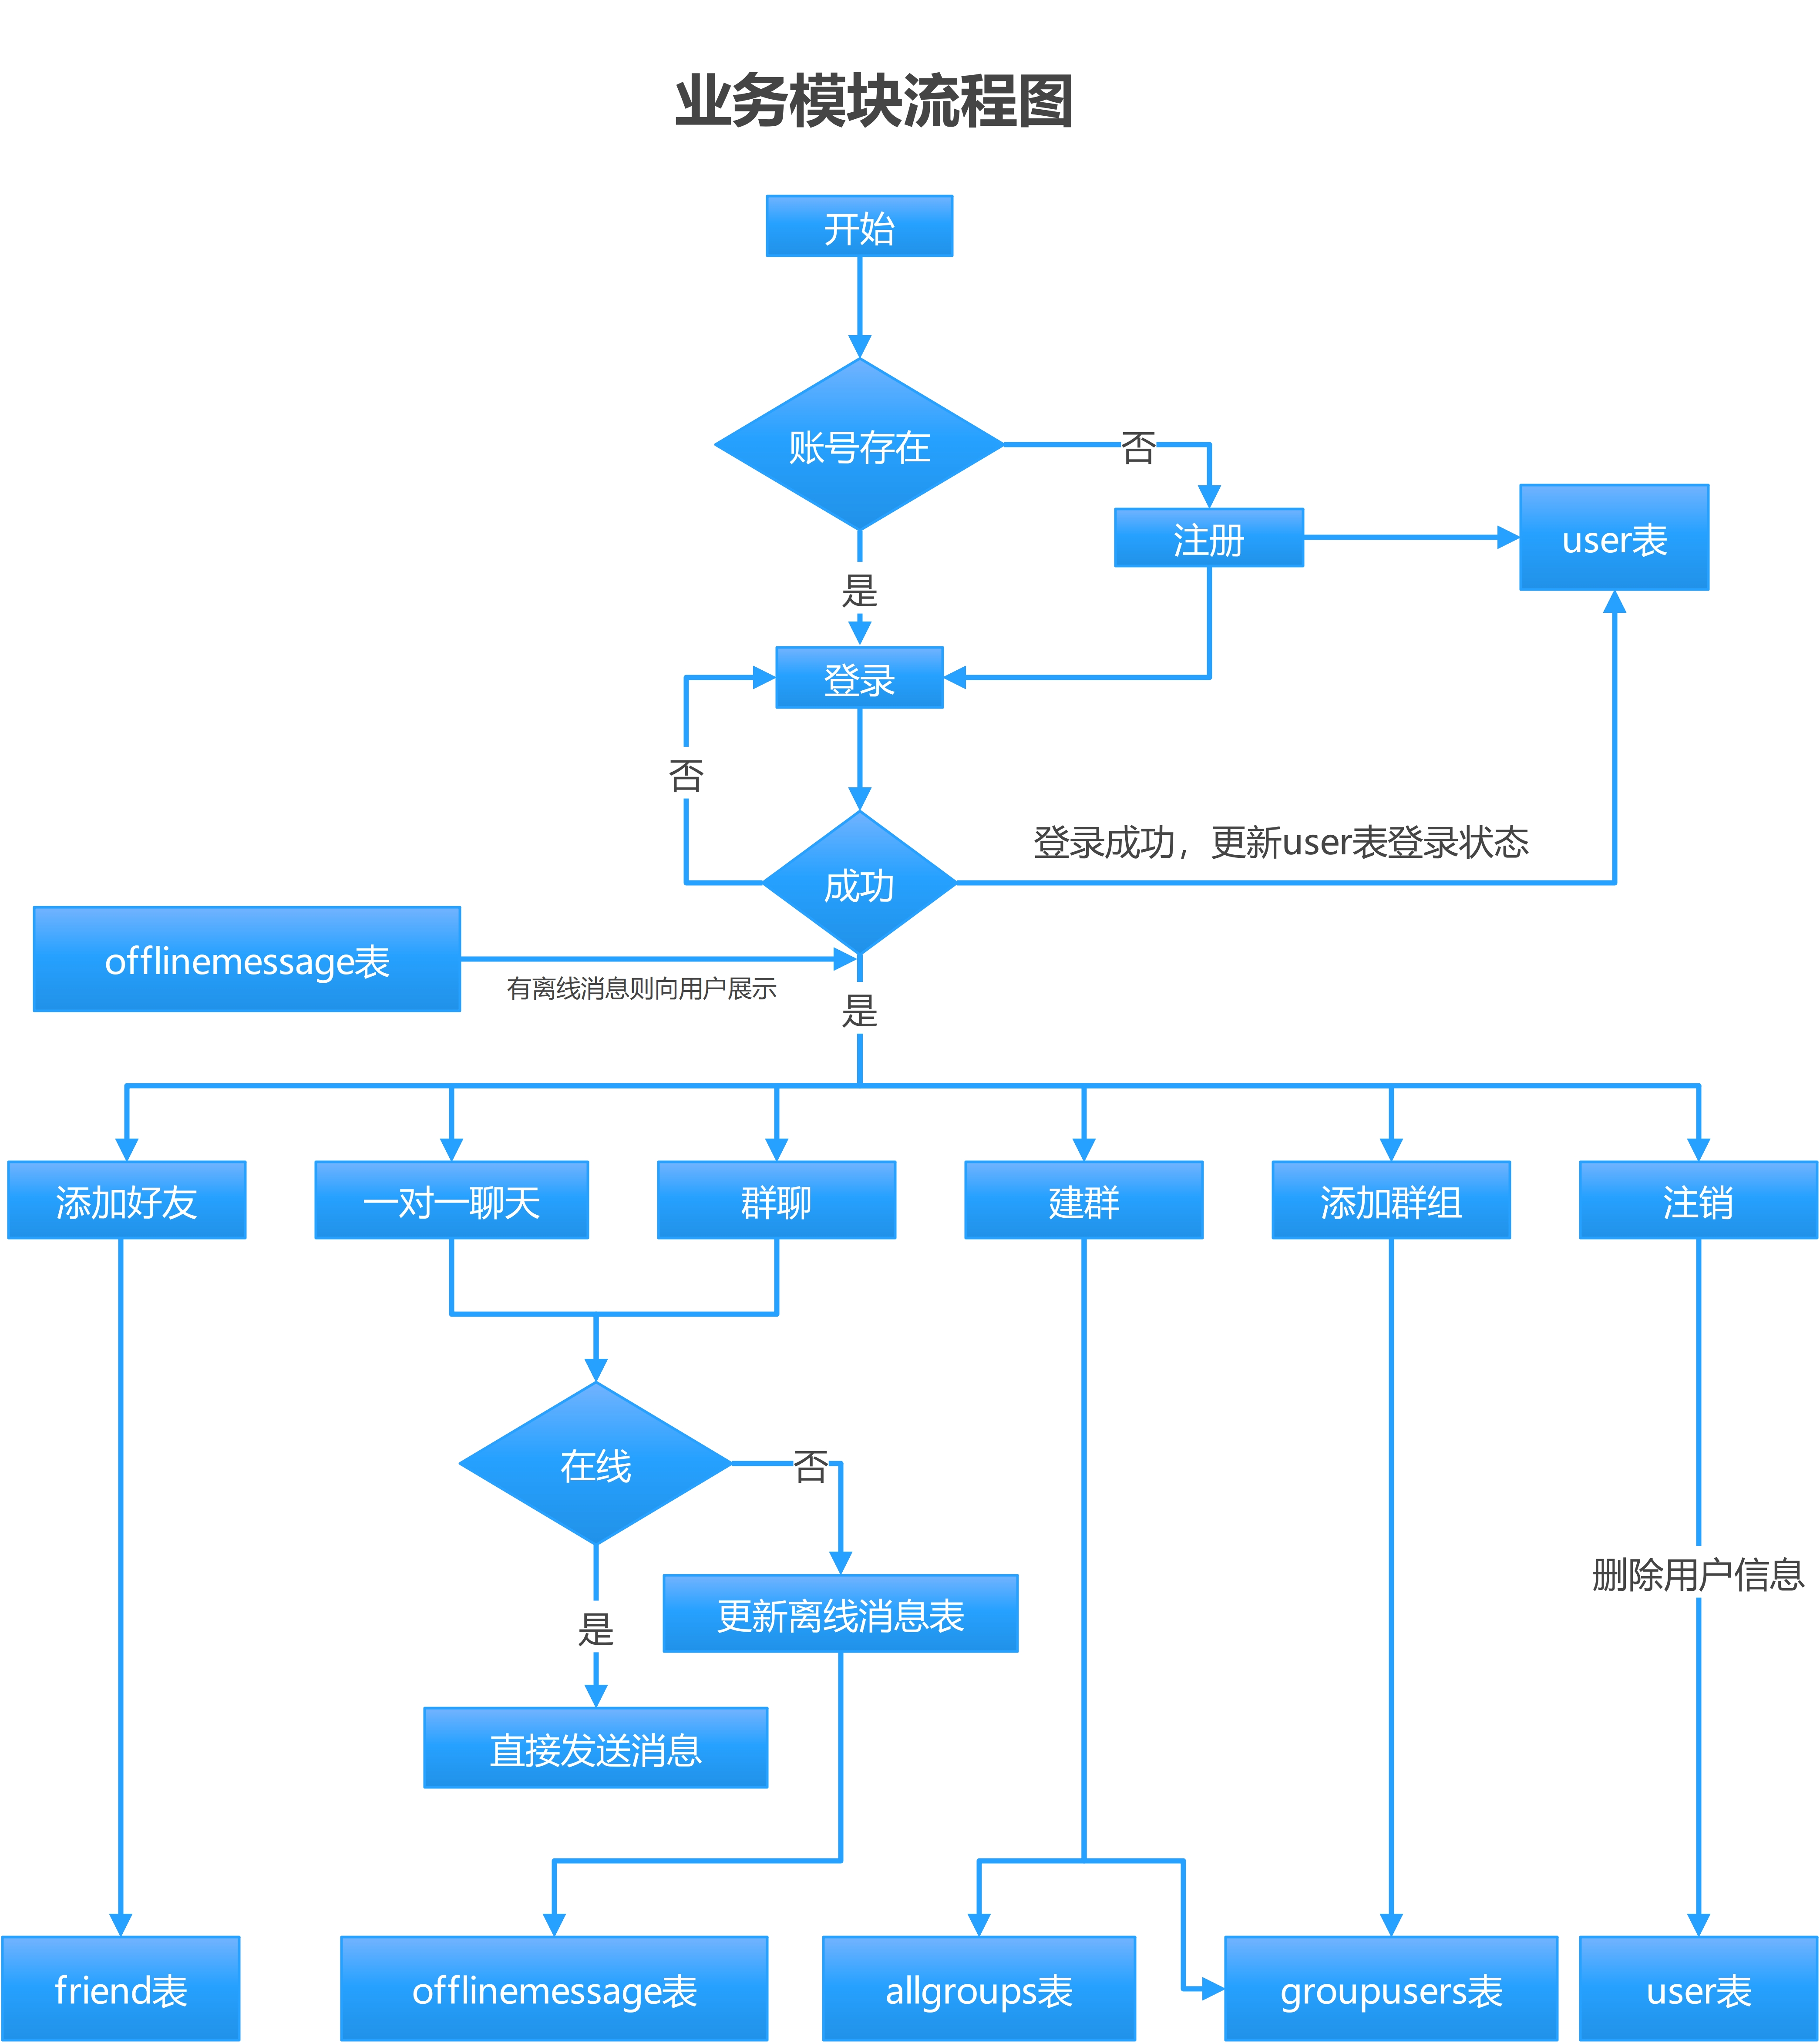 业务模块流程图
开始
账号存在
否
注册
user表
是
登录
否
登录成功，更新user表登录状态
成功
offlinemessage表
有离线消息则向用户展示
是
添加好友
一对一聊天
群聊
建群
添加群组
注销
在线
否
更新离线消息表
删除用户信息
是
直接发送消息
friend表
offlinemessage表
allgroups表
groupusers表
user表